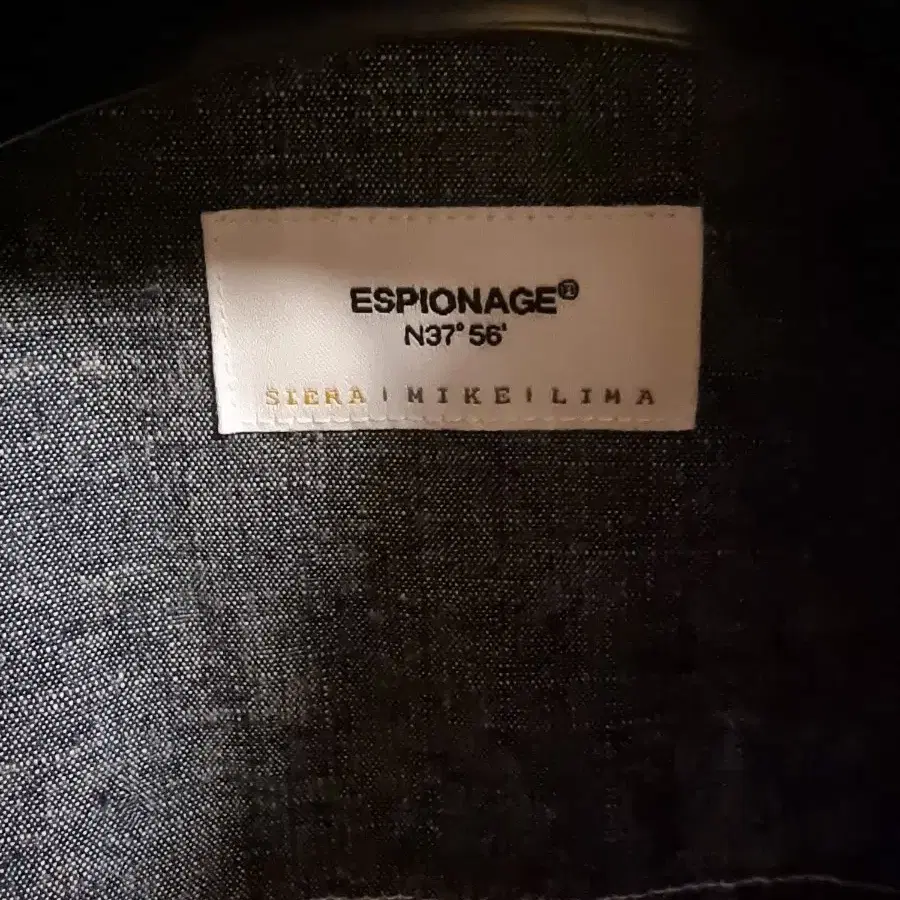 ESPIONAGE®
N37° 56'
SIERA | MIKE | LIMA